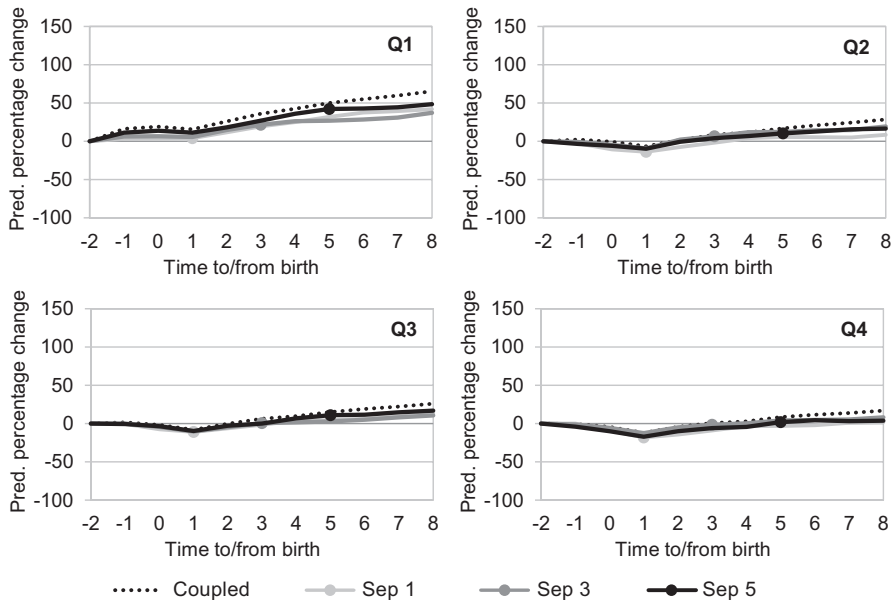 Pred. percentage change
150
100
50
0
-50
-100
Q1
-2 -1 0 1 2 3 4 5 6 7 8
Time to/from birth
Pred. percentage change
150
100
50
0
-50
-100
Q2
-2 -1 0 1 2 3 4 5 6 7 8
Time to/from birth
Pred. percentage change
150
100
50
0
-50
-100
Q3
-2 -1 0 1 2 3 4 5 6 7 8
Time to/from birth
Pred. percentage change
150
100
50
0
-50
-100
Q4
-2 -1 0 1 2 3 4 5 6 7 8
Time to/from birth
Coupled Sep 1 Sep 3 Sep 5